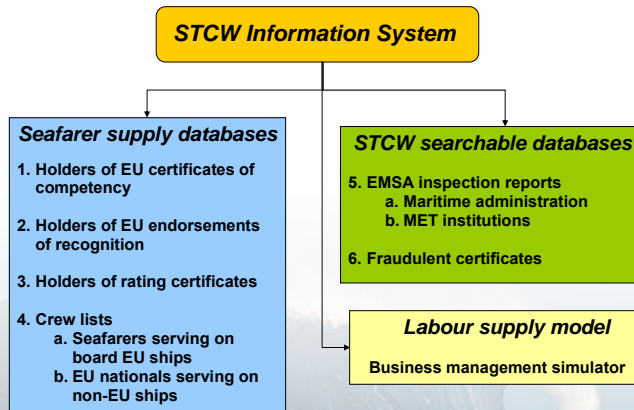 STCW Information System
Seafarer supply databases
1. Holders of EU certificates of
competency
2. Holders of EU endorsements
of recognition
3. Holders of rating certificates
4. Crew lists
a. Seafarers serving on
board EU ships
b. EU nationals serving on
non-EU ships
STCW searchable databases
5. EMSA inspection reports
a. Maritime administration
b. MET institutions
6. Fraudulent certificates
Labour supply model
Business management simulator